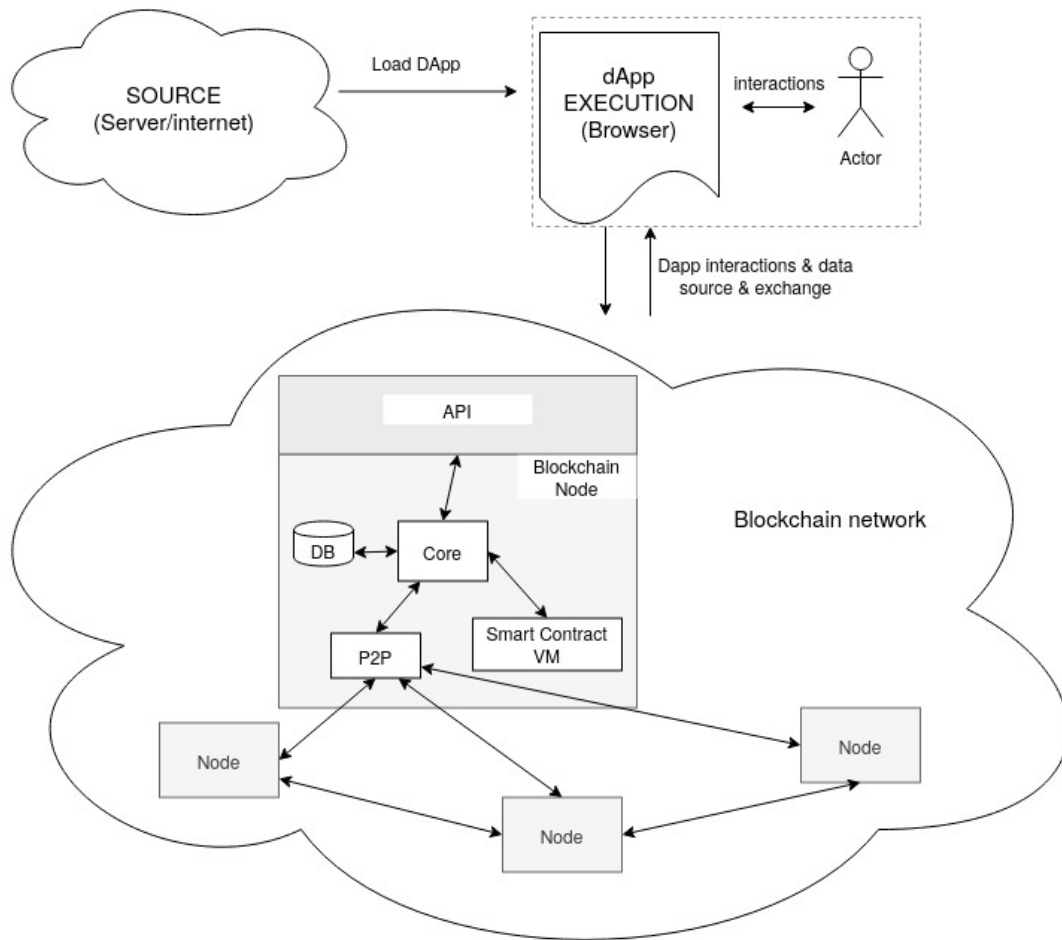 SOURCE
(Server/internet)
Load DApp
dApp
EXECUTION
(Browser)
interactions
Actor
Dapp interactions & data
source & exchange
API
Blockchain
Node
DB
Core
Blockchain network
P2P
Smart Contract
VM
Node
Node
Node